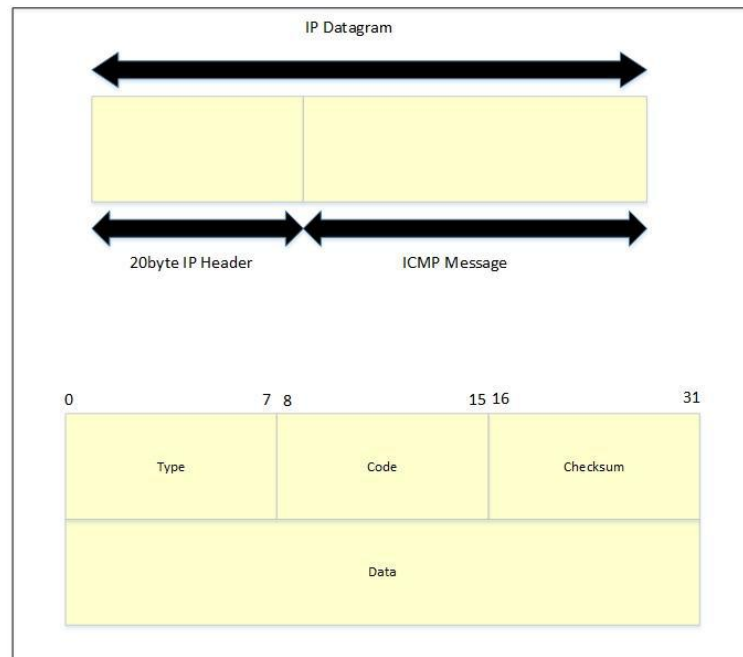 IP Datagram
20byte IP Header ICMP Message
0 7 8 15 16 31
Type Code Checksum
Data